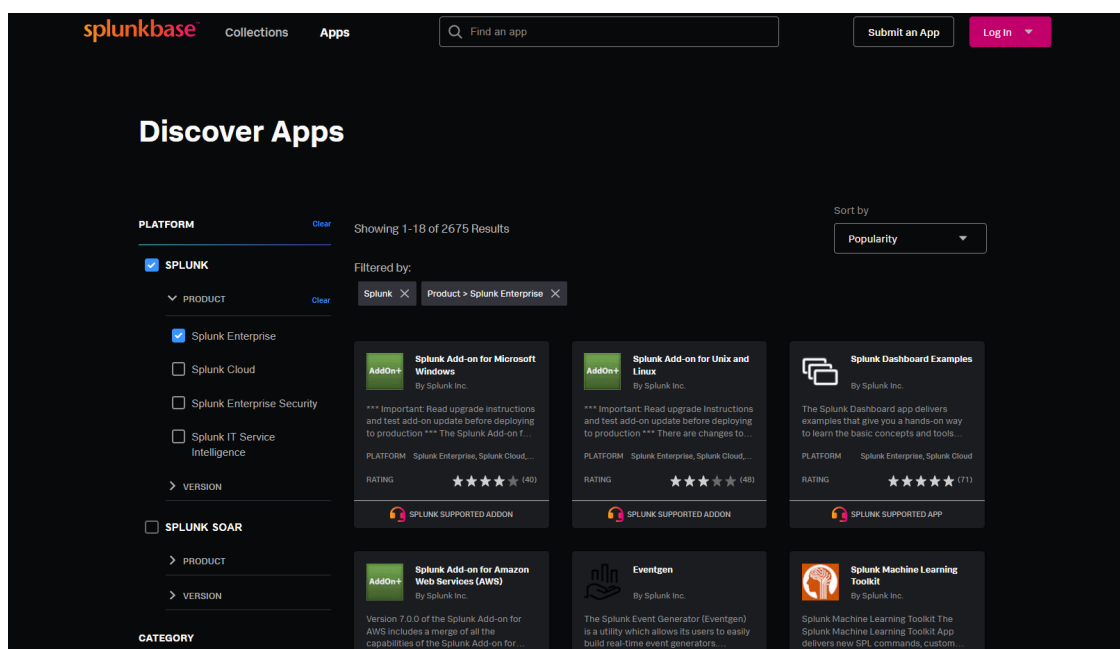 splunkbase Collections Apps Find an app Submit an App Log In
Discover Apps
PLATFORM Clear
SPLUNK
PRODUCT Clear
Splunk Enterprise
Splunk Cloud
Splunk Enterprise Security
Splunk IT Service
Intelligence
VERSION
SPLUNK SOAR
PRODUCT
VERSION
CATEGORY
Showing 1-18 of 2675 Results
Sort by
Popularity
Filtered by:
Splunk Product > Splunk Enterprise
AddOn+
Splunk Add-on for Microsoft
Windows
By Splunk Inc.
*** Important: Read upgrade instructions
and test add-on update before deploying
to production *** The Splunk Add-on f...
PLATFORM Splunk Enterprise, Splunk Cloud,...
RATING (40)
SPLUNK SUPPORTED ADDON
AddOn+
Splunk Add-on for Unix and
Linux
By Splunk Inc.
*** Important: Read upgrade Instructions
and test add-on update before deploying
to production *** There are changes to...
PLATFORM Splunk Enterprise, Splunk Cloud,...
RATING (48)
SPLUNK SUPPORTED ADDON
Splunk Dashboard Examples
By Splunk Inc.
The Splunk Dashboard app delivers
examples that give you a hands-on way
to learn the basic concepts and tools...
PLATFORM Splunk Enterprise, Splunk Cloud
RATING (71)
SPLUNK SUPPORTED APP
AddOn+
Splunk Add-on for Amazon
Web Services (AWS)
By Splunk Inc.
Version 7.0.0 of the Splunk Add-on for
AWS includes a merge of all the
capabilities of the Splunk Add-on for...
Eventgen
By Splunk Inc.
The Splunk Event Generator (Eventgen)
is a utility which allows its users to easily
build real-time event generators....
Splunk Machine Learning
Toolkit
By Splunk Inc.
Splunk Machine Learning Toolkit The
Splunk Machine Learning Toolkit App
delivers new SPL commands, custom...